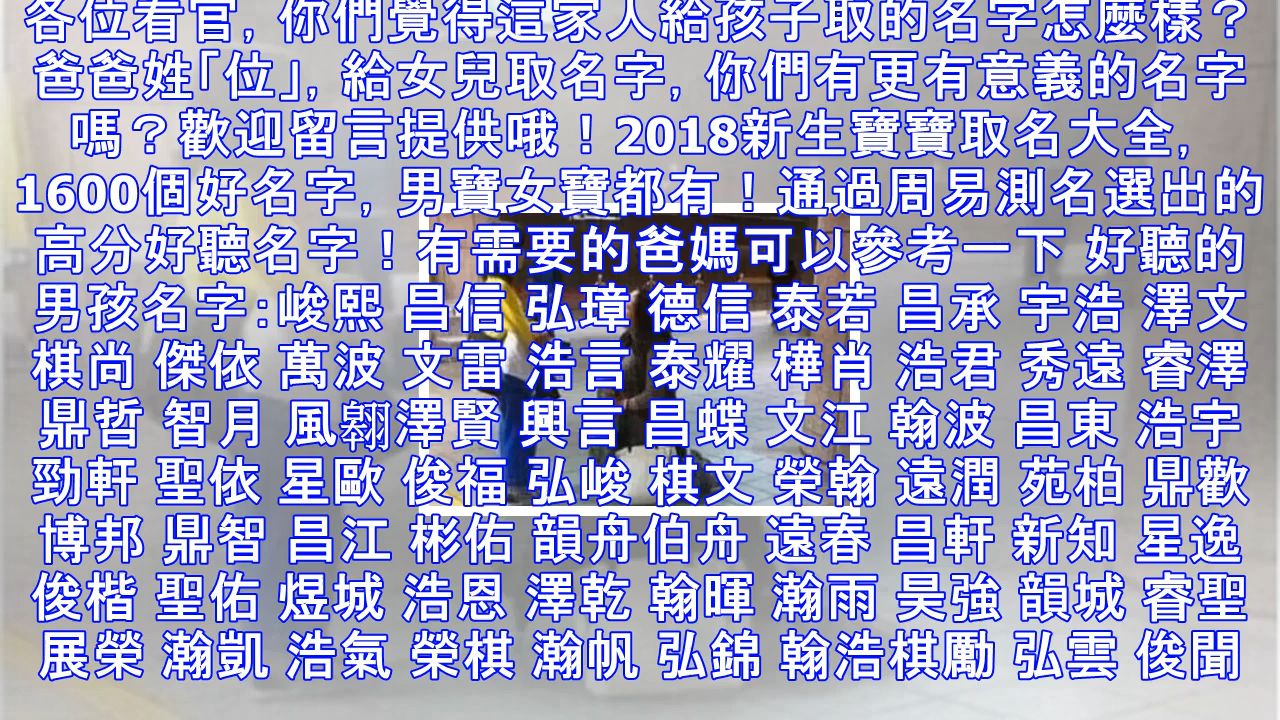 各位看官, 你們覺得這家人給孩子取的名字怎麼樣？
爸爸姓「位」, 給女兒取名字, 你們有更有意義的名字
嗎？歡迎留言提供哦！2018新生寶寶取名大全,
1600個好名字, 男寶女寶都有！通過周易測名選出的
高分好聽名字！有需要的爸媽可以參考一下 好聽的
男孩名字:峻熙 昌信 弘璋 德信 泰若 昌承 宇浩 澤文
棋尚 傑依 萬波 文雷 浩言 泰耀 樺肖 浩君 秀遠 睿澤
鼎哲 智月 風翱澤賢 興言 昌蝶 文江 翰波 昌東 浩宇
勁軒 聖依 星歐 俊福 弘峻 棋文 榮翰 遠潤 苑柏 鼎歡
博邦 鼎智 昌江 彬佑 韻舟伯舟 遠春 昌軒 新知 星逸
俊楷 聖佑 煜城 浩恩 澤乾 翰暉 瀚雨 昊強 韻城 睿聖
展榮 瀚凱 浩氣 榮棋 瀚帆 弘錦 翰浩棋勵 弘雲 俊聞